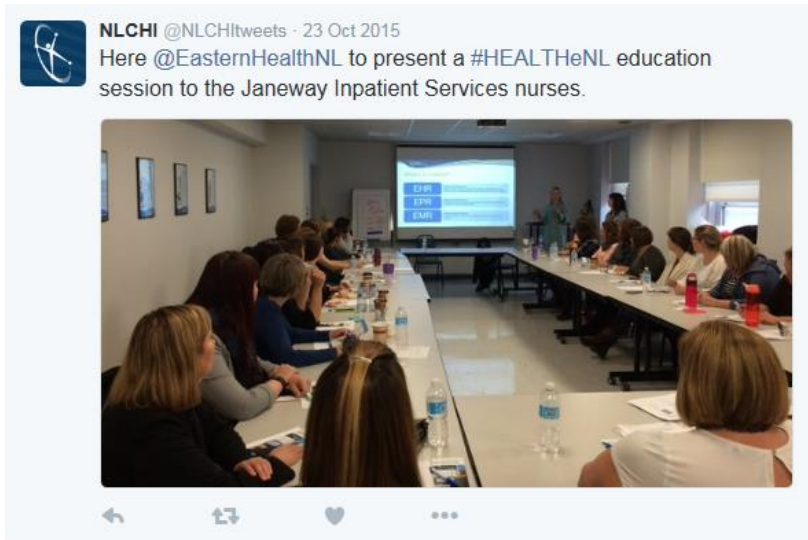 NLCHI @NLCHItweets · 23 Oct 2015
Here @EasternHealthNL to present a #HEALTHeNL education
session to the Janeway Inpatient Services nurses.
EHR
EPR
EMR